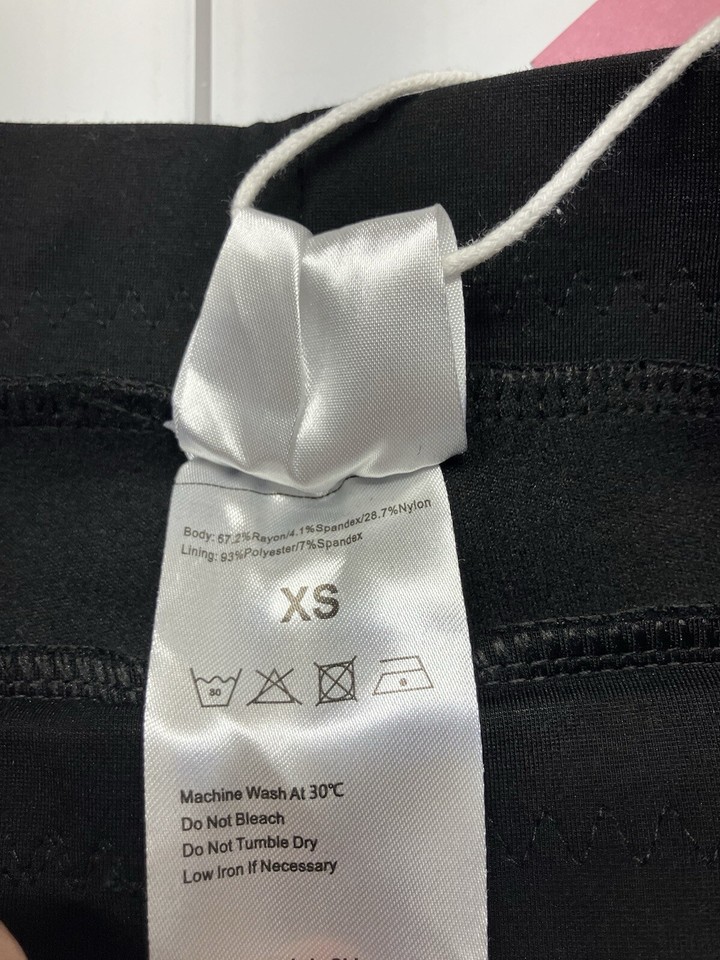 Body: 67.2%Rayon/4.1%Spandex/28.7%Nylon
Lining: 93%Polyester/7%Spandex
XS
30
Machine Wash At 30℃
Do Not Bleach
Do Not Tumble Dry
Low Iron If Necessary